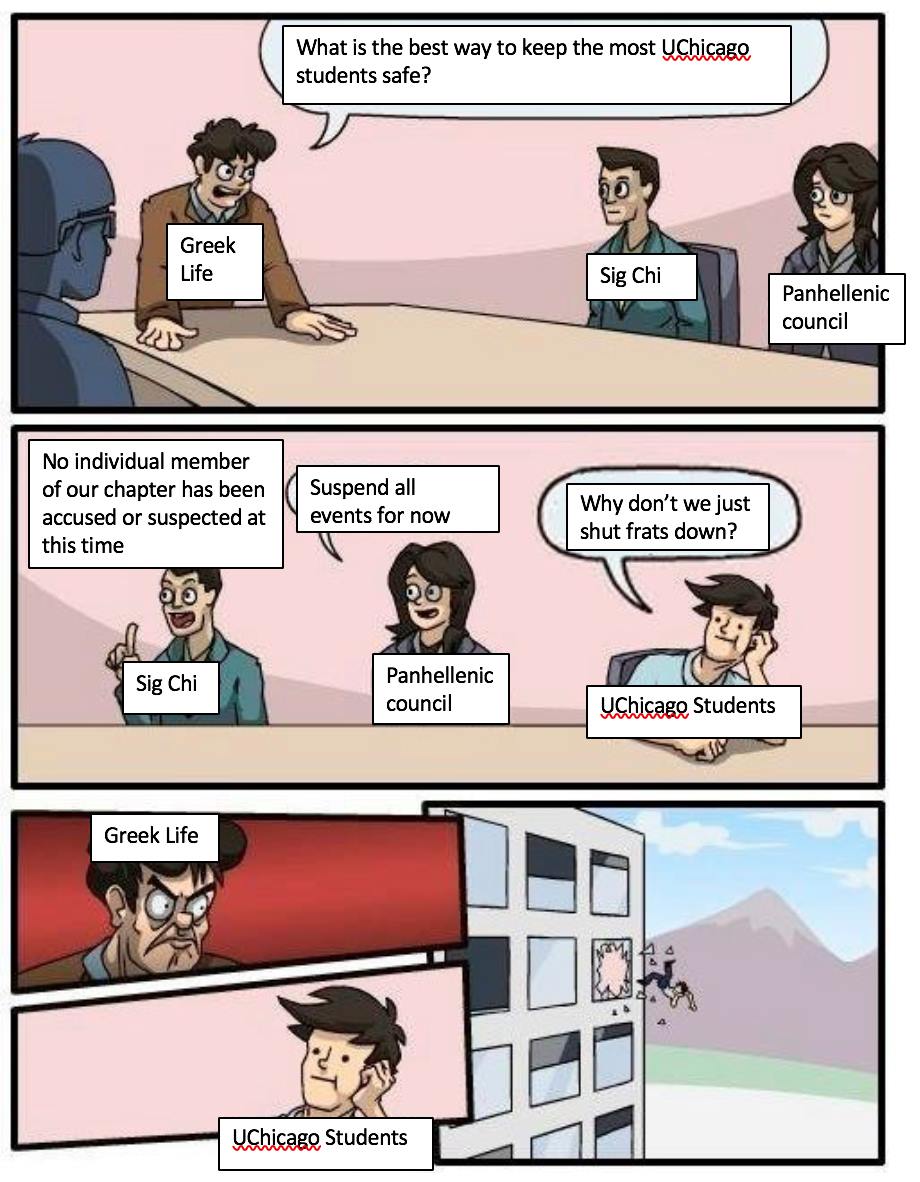 What is the best way to keep the most UChicago
students safe?
Greek
Life
Sig Chi
Panhellenic
council
No individual member
of our chapter has been
accused or suspected at
this time
Suspend all
events for now
Why don’t we just
shut frats down?
Sig Chi
Panhellenic
council
UChicago Students
Greek Life
UChicago Students